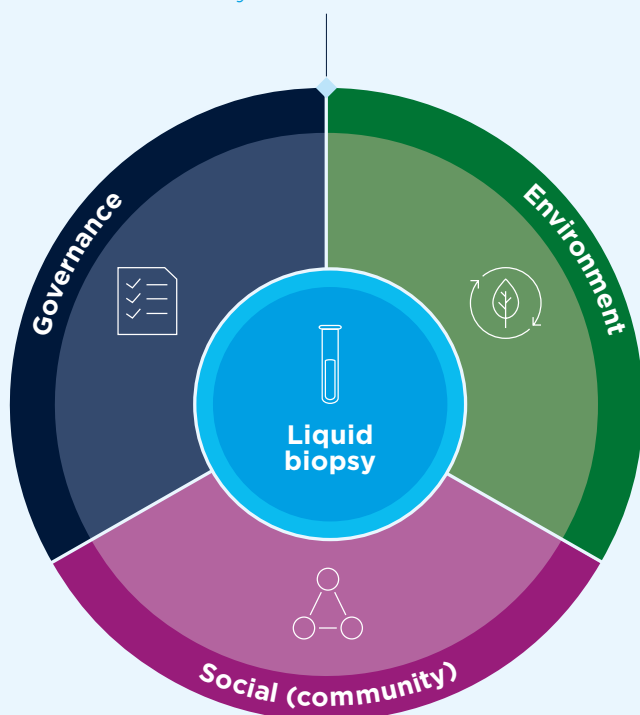 Governance
Environment
Liquid
biopsy
Social (community)